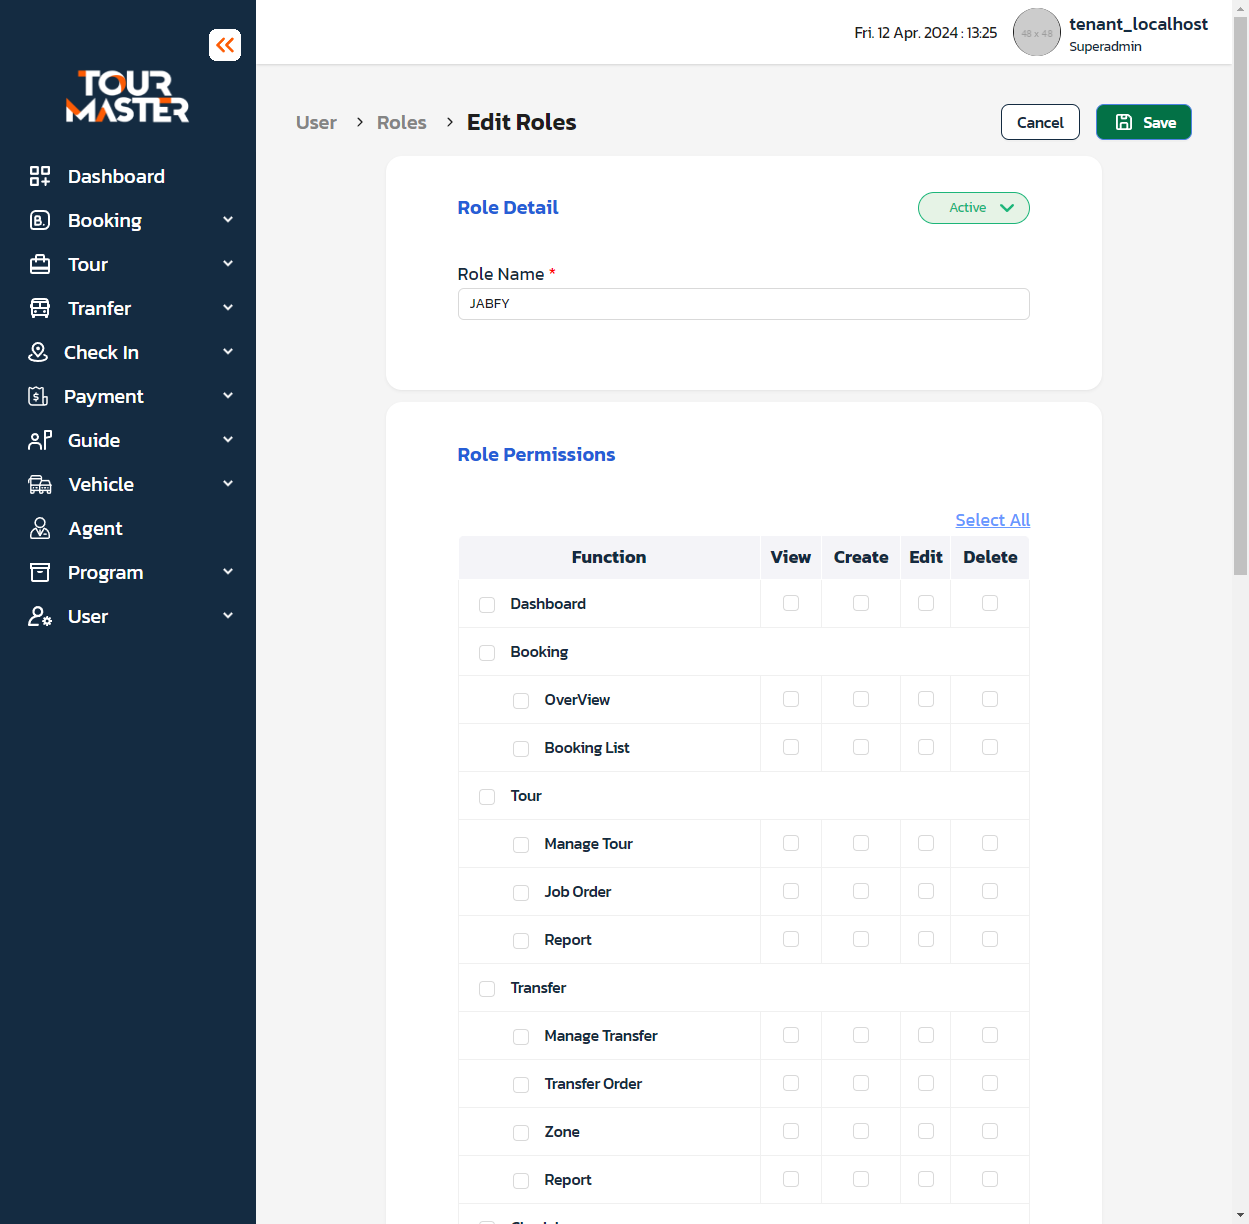 TOUR
MASTER
Dashboard
Booking
Tour
Tranfer
Check In
Payment
Guide
Vehicle
Agent
Program
User
Fri. 12 Apr. 2024 : 13:25
48 x 48
tenant_localhost
Superadmin
User > Roles > Edit Roles
Cancel
Save
Role Detail
Active
Role Name *
JABFY
Role Permissions
Select All
Function View Create Edit Delete
Dashboard
Booking
OverView
Booking List
Tour
Manage Tour
Job Order
Report
Transfer
Manage Transfer
Transfer Order
Zone
Report